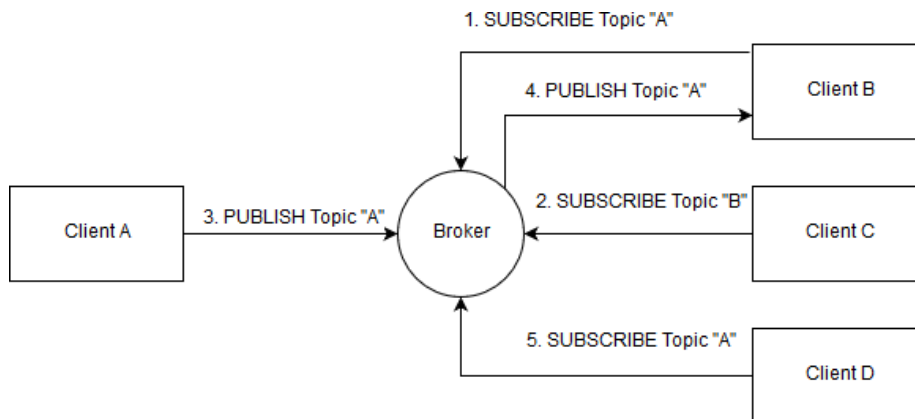 1. SUBSCRIBE Topic "A"
4. PUBLISH Topic "A"
Client B
Client A
3. PUBLISH Topic "A"
Broker
2. SUBSCRIBE Topic "B"
Client C
5. SUBSCRIBE Topic "A"
Client D